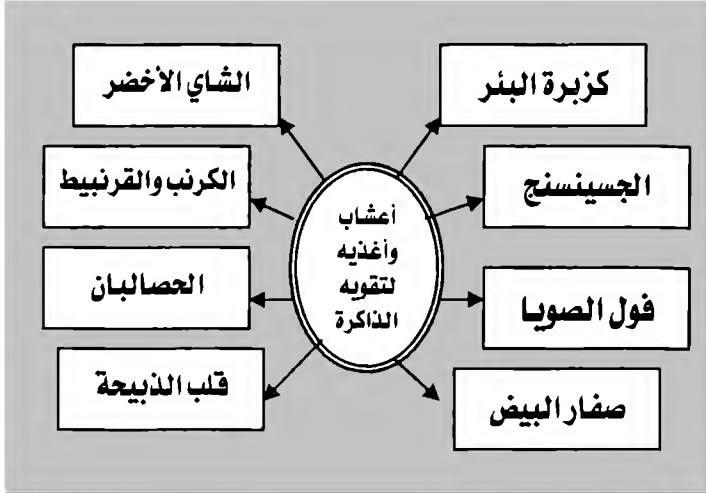 كزبرة البئر
الشاي الأخضر
الجسينسنج
الكرنب والقرنبيط
أعشاب
وأغذيه
لتقويه
الذاكرة
فول الصويا
الحصالبان
صفار البيض
قلب الذبيحة